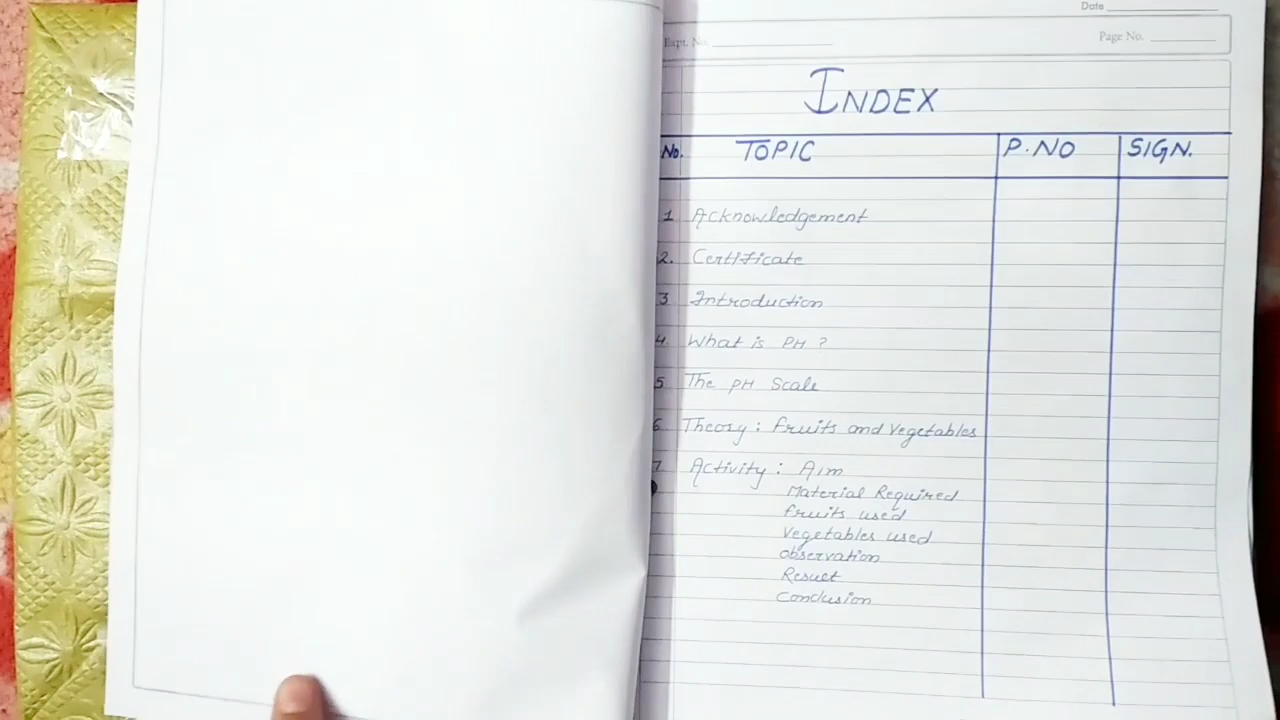 Date
Expt. No. Page No.
INDEX
No. TOPIC P.NO SIGN.
1 Acknowledgement
2. Certificate
3 Introduction
4. What is PH ?
5 The PH Scale
6 Theory : fruits and Vegetables
7 Activity : Aim
Material Required
fruits used
Vegetables used
observation
Result
Conclusion